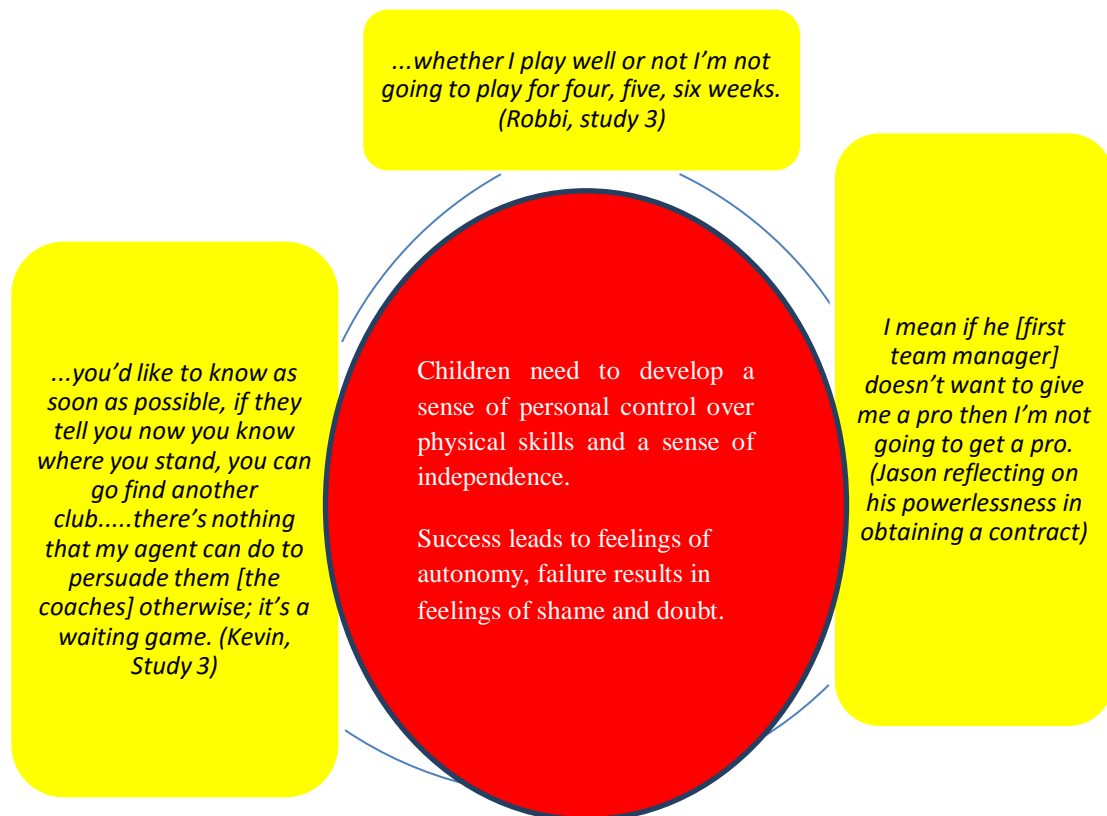 ...whether I play well or not I’m not
going to play for four, five, six weeks.
(Robbi, study 3)
...you’d like to know as
soon as possible, if they
tell you now you know
where you stand, you can
go find another
club.....there’s nothing
that my agent can do to
persuade them [the
coaches] otherwise; it’s a
waiting game. (Kevin,
Study 3)
Children need to develop a
sense of personal control over
physical skills and a sense of
independence.
Success leads to feelings of
autonomy, failure results in
feelings of shame and doubt.
I mean if he [first
team manager]
doesn’t want to give
me a pro then I’m not
going to get a pro.
(Jason reflecting on
his powerlessness in
obtaining a contract)